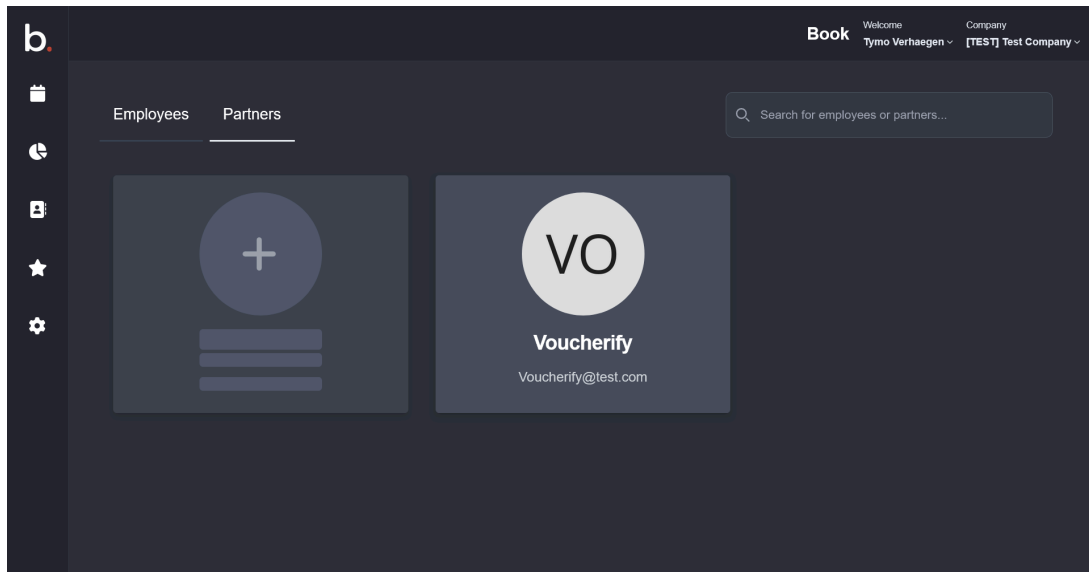 b.
Book
Welcome
Tymo Verhaegen
Company
[TEST] Test Company
Employees
Partners
Search for employees or partners...
VO
Voucherify
Voucherify@test.com